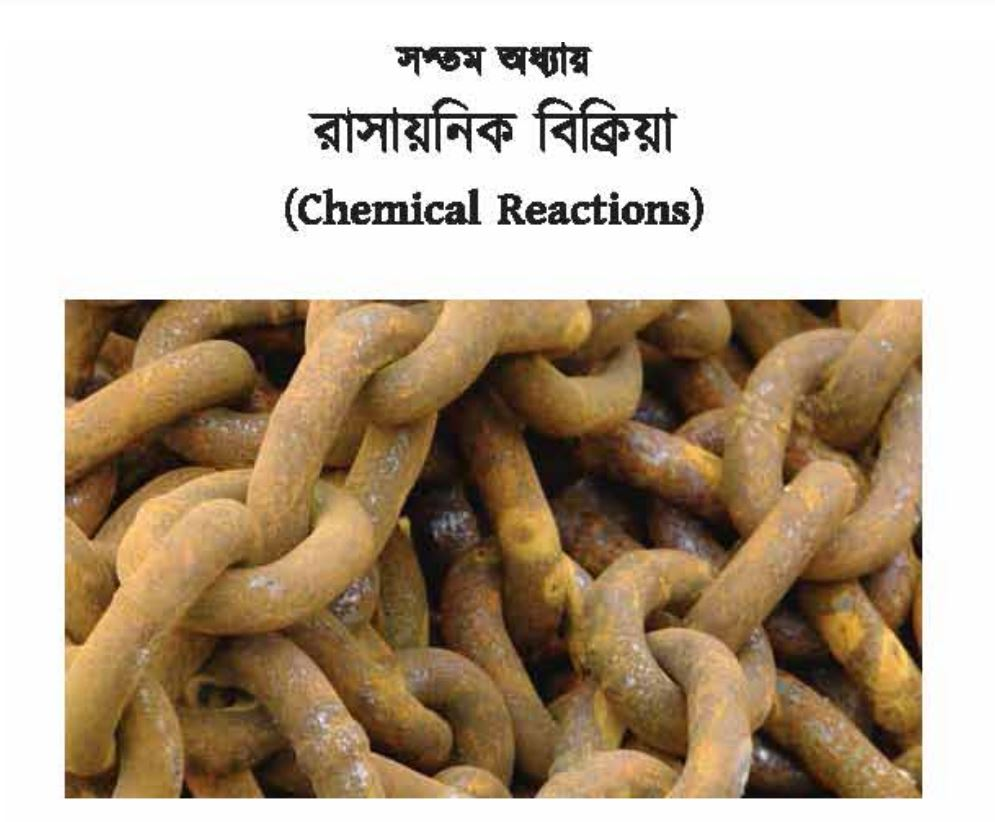 সপ্তম অধ্যায়
রাসায়নিক বিক্রিয়া
(Chemical Reactions)